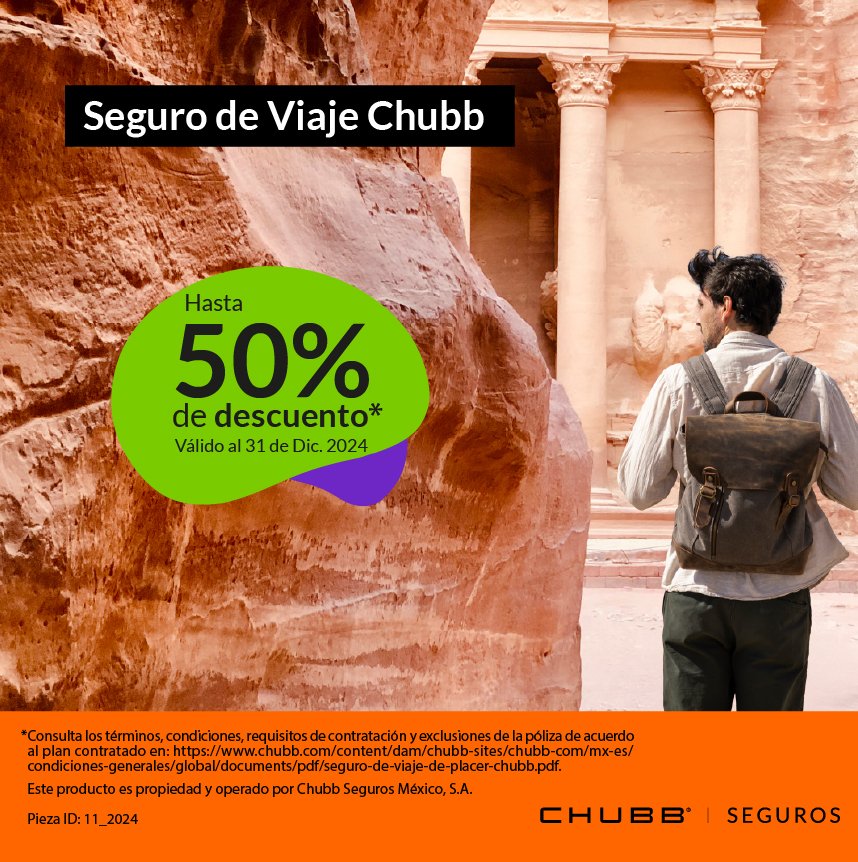 Seguro de Viaje Chubb
Hasta
50%
de descuento*
Válido al 31 de Dic. 2024
*Consulta los términos, condiciones, requisitos de contratación y exclusiones de la póliza de acuerdo
al plan contratado en: https://www.chubb.com/content/dam/chubb-sites/chubb-com/mx-es/
condiciones-generales/global/documents/pdf/seguro-de-viaje-de-placer-chubb.pdf.
Este producto es propiedad y operado por Chubb Seguros México, S.A.
Pieza ID: 11_2024
CHUBB® | SEGUROS